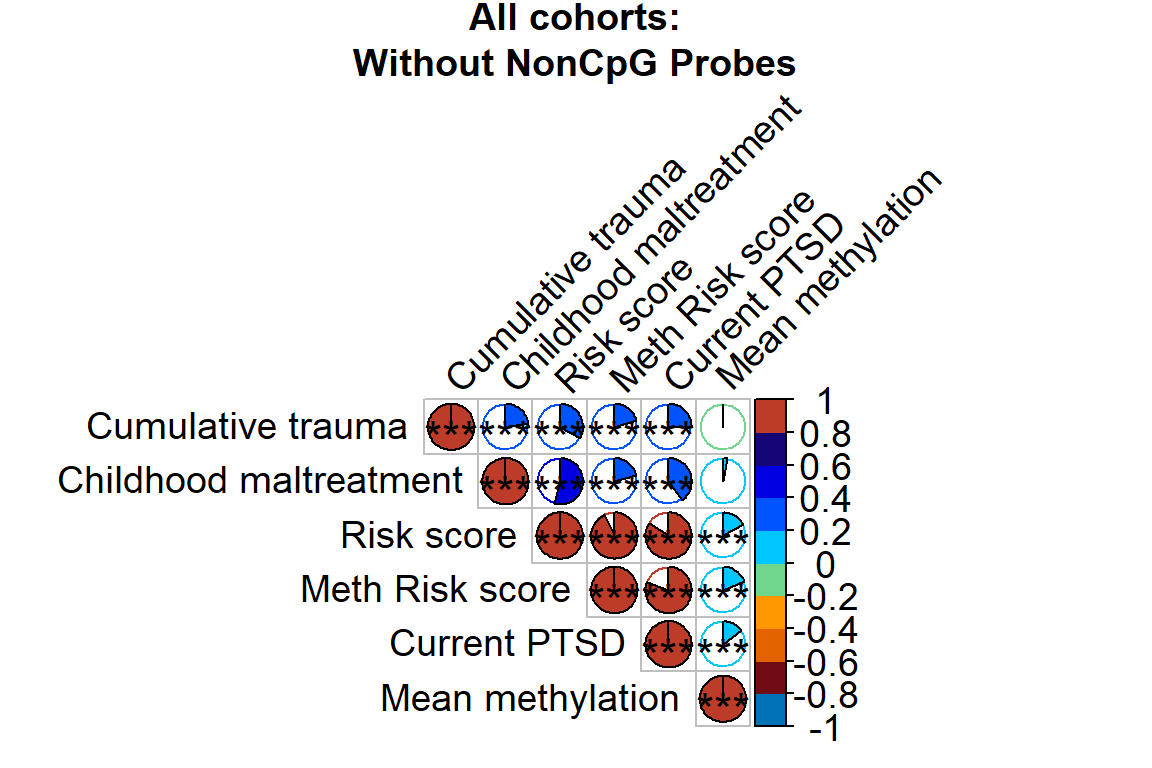 All cohorts:
Without NonCpG Probes
Cumulative trauma
Childhood maltreatment
Risk score
Meth Risk score
Current PTSD
Mean methylation
Cumulative trauma *** *** *** *** ***
Childhood maltreatment *** *** *** ***
Risk score *** *** *** ***
Meth Risk score *** *** ***
Current PTSD *** ***
Mean methylation ***
1
0.8
0.6
0.4
0.2
0
-0.2
-0.4
-0.6
-0.8
-1